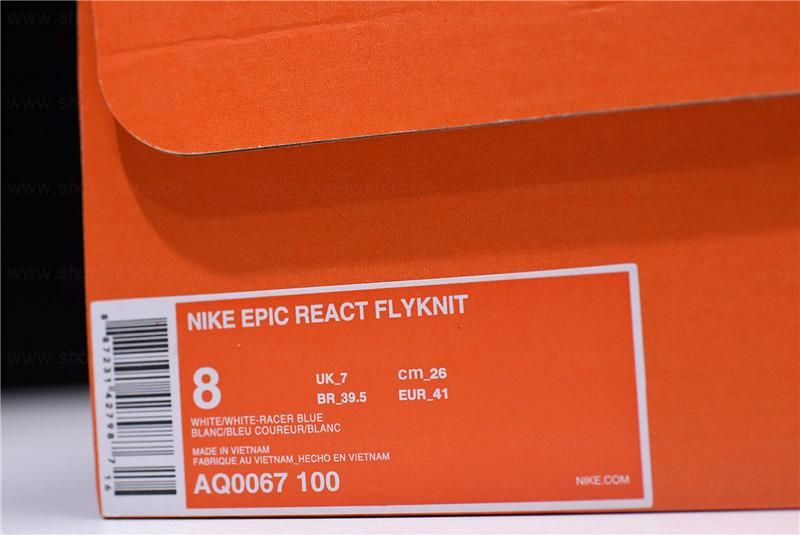 NIKE EPIC REACT FLYKNIT
8
UK_7
cm_26
BR_39.5
EUR_41
WHITE/WHITE-RACER BLUE
BLANC/BLEU COUREUR/BLANC
MADE IN VIETNAM
FABRIQUE AU VIETNAM_HECHO EN VIETNAM
AQ0067 100
NIKE.COM